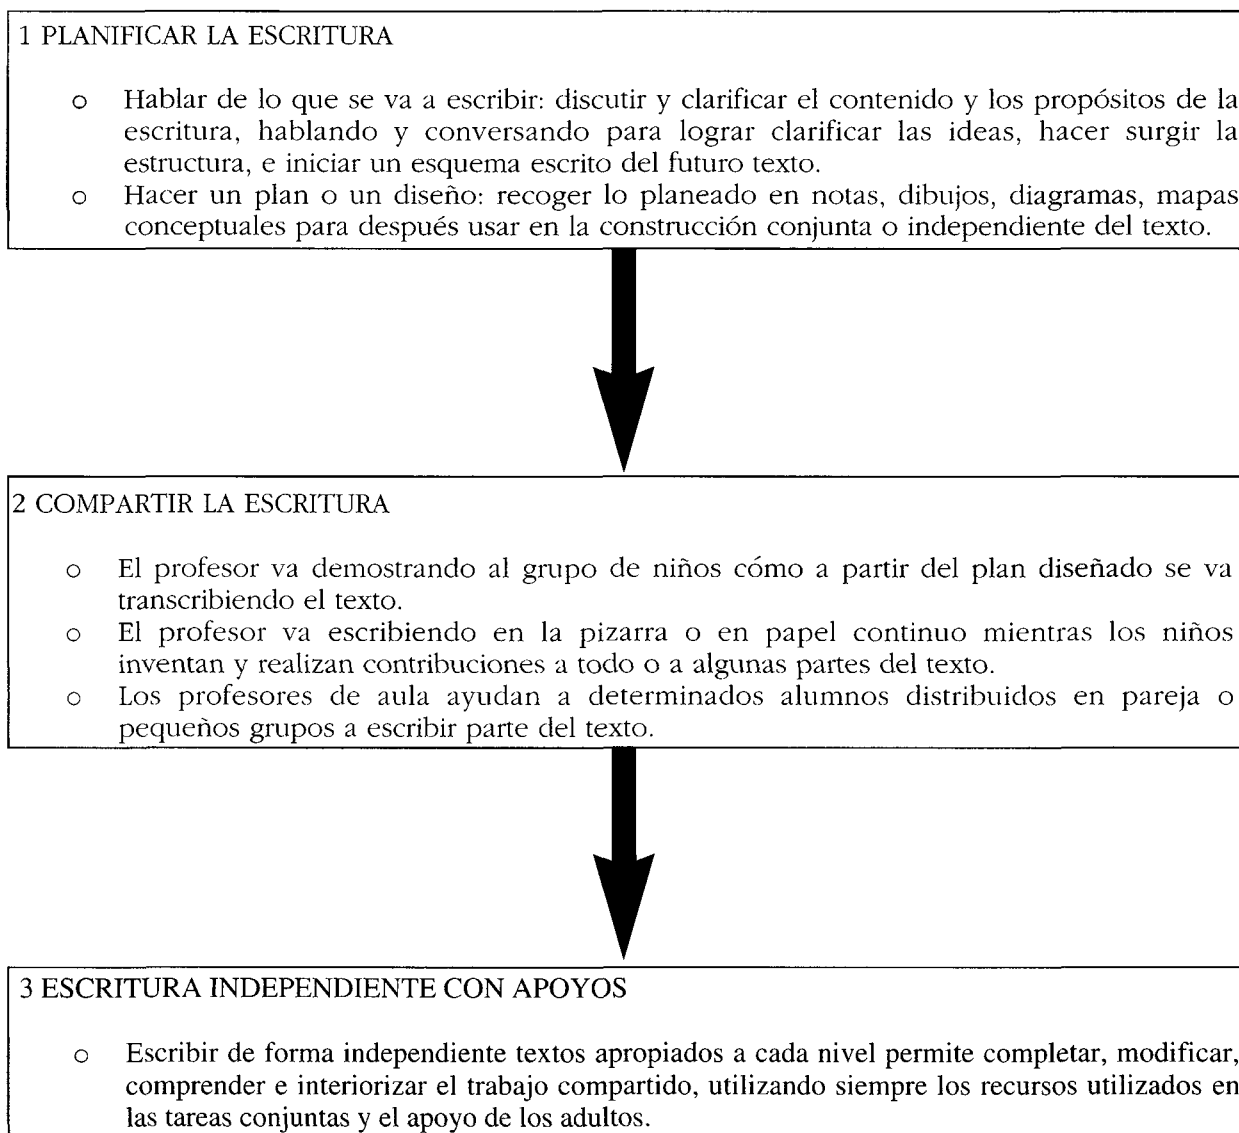 1 PLANIFICAR LA ESCRITURA
o Hablar de lo que se va a escribir: discutir y clarificar el contenido y los propósitos de la
escritura, hablando y conversando para lograr clarificar las ideas, hacer surgir la
estructura, e iniciar un esquema escrito del futuro texto.
o Hacer un plan o un diseño: recoger lo planeado en notas, dibujos, diagramas, mapas
conceptuales para después usar en la construcción conjunta o independiente del texto.
2 COMPARTIR LA ESCRITURA
o El profesor va demostrando al grupo de niños cómo a partir del plan diseñado se va
transcribiendo el texto.
o El profesor va escribiendo en la pizarra o en papel continuo mientras los niños
inventan y realizan contribuciones a todo o a algunas partes del texto.
o Los profesores de aula ayudan a determinados alumnos distribuidos en pareja o
pequeños grupos a escribir parte del texto.
3 ESCRITURA INDEPENDIENTE CON APOYOS
o Escribir de forma independiente textos apropiados a cada nivel permite completar, modificar,
comprender e interiorizar el trabajo compartido, utilizando siempre los recursos utilizados en
las tareas conjuntas y el apoyo de los adultos.